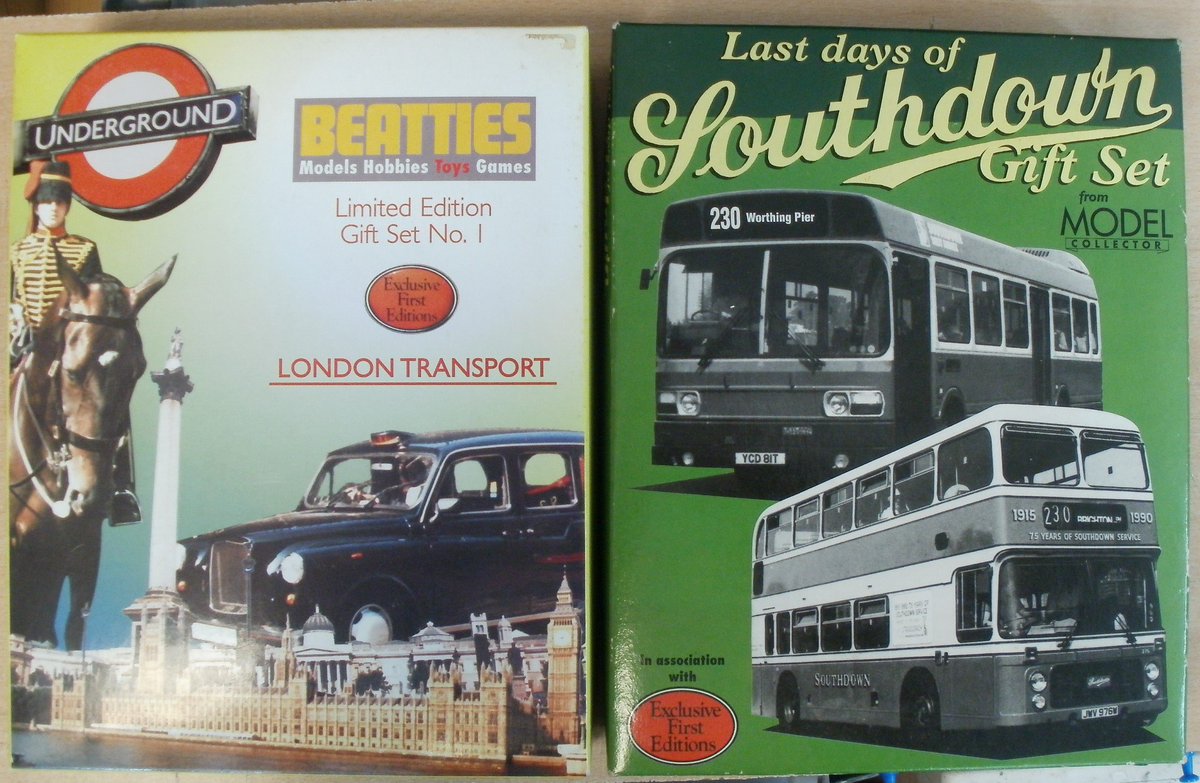 UNDERGROUND
BEATTIES
Models Hobbies Toys Games
Limited Edition
Gift Set No. 1
Exclusive
First
Editions
LONDON TRANSPORT
Last days of
Southdown
Gift Set
from
MODEL
COLLECTOR
230 Worthing Pier
YCD 81T
1915 230 BRIGHTON 1990
75 YEARS OF SOUTHDOWN SERVICE
SOUTHDOWN
Southdown
JWV 976W
In association
with
Exclusive
First
Editions